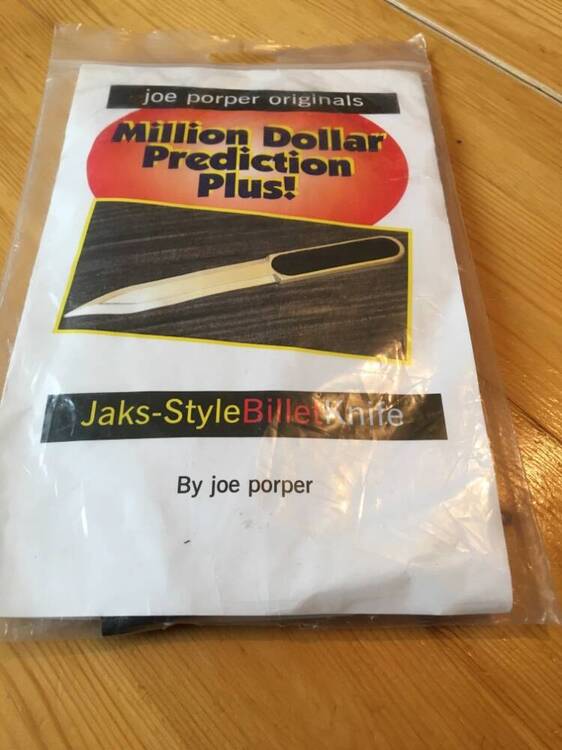 joe porper originals
Million Dollar
Prediction
Plus!
Jaks-StyleBilletKnife
By joe porper